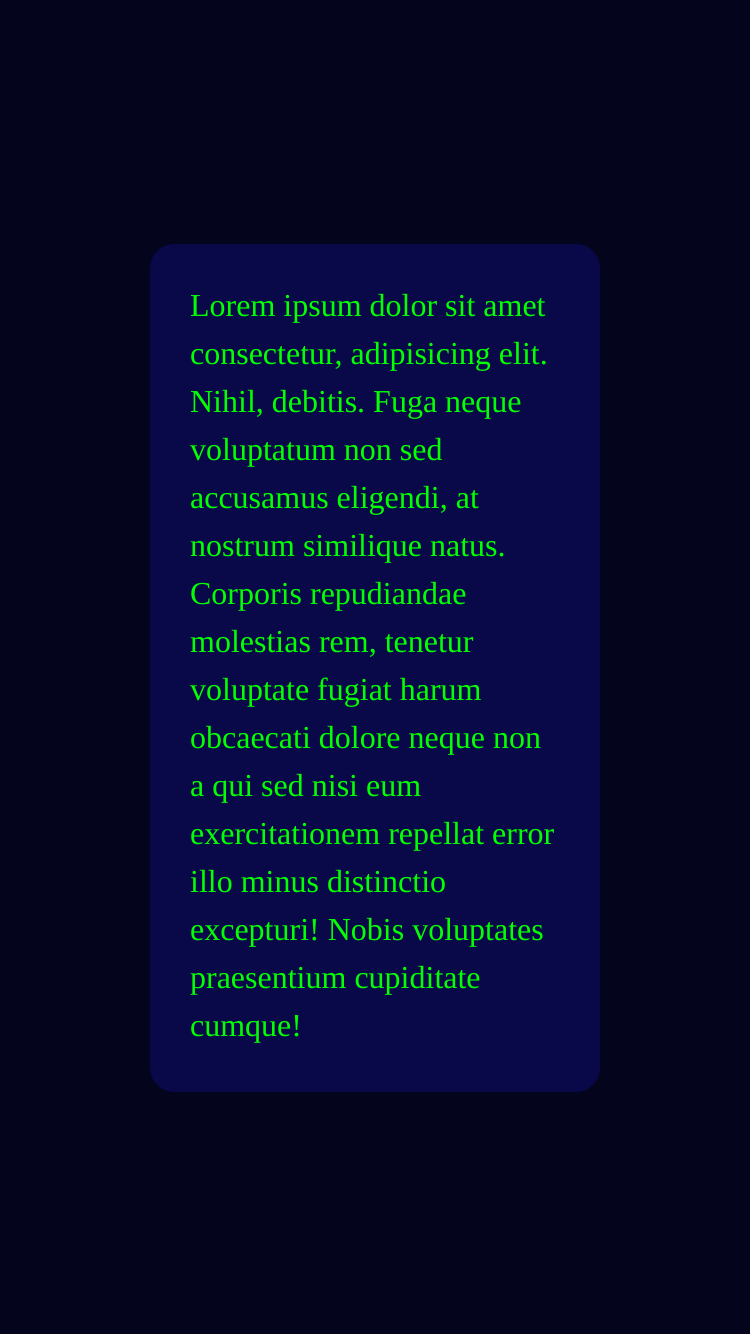 Lorem ipsum dolor sit amet
consectetur, adipisicing elit.
Nihil, debitis. Fuga neque
voluptatum non sed
accusamus eligendi, at
nostrum similique natus.
Corporis repudiandae
molestias rem, tenetur
voluptate fugiat harum
obcaecati dolore neque non
a qui sed nisi eum
exercitationem repellat error
illo minus distinctio
excepturi! Nobis voluptates
praesentium cupiditate
cumque!